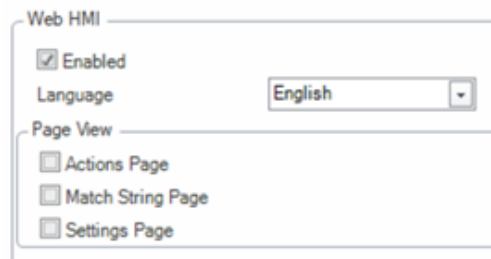 Web HMI
Enabled
Language English
Page View
Actions Page
Match String Page
Settings Page